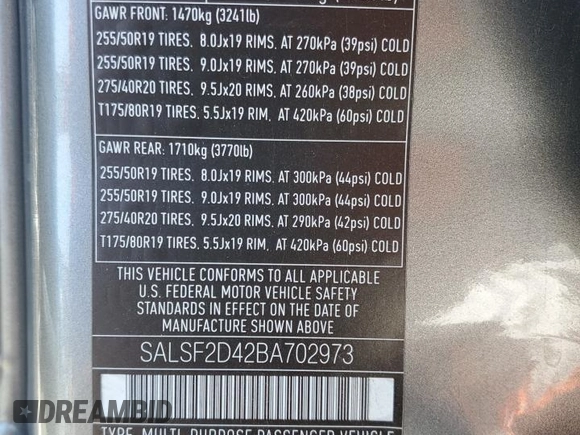 GAWR FRONT: 1470kg (3241lb)
255/50R19 TIRES, 8.0Jx19 RIMS, AT 270kPa (39psi) COLD
255/50R19 TIRES, 9.0Jx19 RIMS, AT 270kPa (39psi) COLD
275/40R20 TIRES, 9.5Jx20 RIMS, AT 260kPa (38psi) COLD
T175/80R19 TIRES, 5.5Jx19 RIM, AT 420kPa (60psi) COLD
GAWR REAR: 1710kg (3770lb)
255/50R19 TIRES, 8.0Jx19 RIMS, AT 300kPa (44psi) COLD
255/50R19 TIRES, 9.0Jx19 RIMS, AT 300kPa (44psi) COLD
275/40R20 TIRES, 9.5Jx20 RIMS, AT 290kPa (42psi) COLD
T175/80R19 TIRES, 5.5Jx19 RIM, AT 420kPa (60psi) COLD
THIS VEHICLE CONFORMS TO ALL APPLICABLE
U.S. FEDERAL MOTOR VEHICLE SAFETY
STANDARDS IN EFFECT ON THE DATE OF
MANUFACTURE SHOWN ABOVE
SALSF2D42BA702973
DREAMBID
TYPE: MULTI-PURPOSE PASSENGER VEHICLE